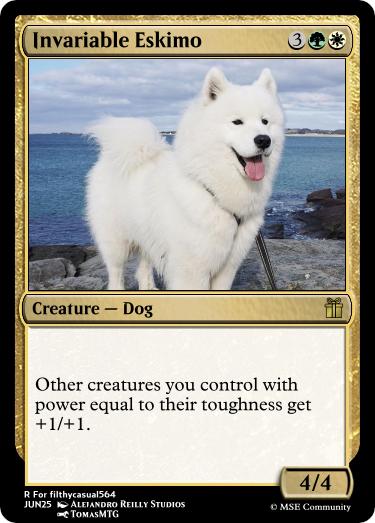 Invariable Eskimo 3
Creature — Dog
Other creatures you control with
power equal to their toughness get
+1/+1.
4/4
R For filthycasual564
JUN25 Alejandro Reilly Studios
TomasMTG
© MSE Community